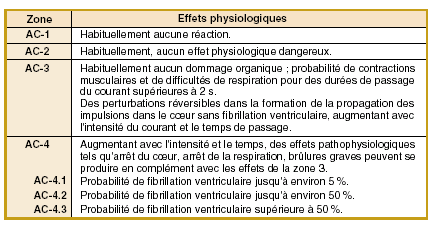 Zone Effets physiologiques
AC-1 Habituellement aucune réaction.
AC-2 Habituellement, aucun effet physiologique dangereux.
AC-3 Habituellement aucun dommage organique ; probabilité de contractions
musculaires et de difficultés de respiration pour des durées de passage
du courant supérieures à 2 s.
Des perturbations réversibles dans la formation de la propagation des
impulsions dans le cœur sans fibrillation ventriculaire, augmentant avec
l'intensité du courant et le temps de passage.
AC-4 Augmentant avec l'intensité et le temps, des effets pathophysiologiques
tels qu'arrêt du cœur, arrêt de la respiration, brûlures graves peuvent se
produire en complément avec les effets de la zone 3.
AC-4.1 Probabilité de fibrillation ventriculaire jusqu'à environ 5 %.
AC-4.2 Probabilité de fibrillation ventriculaire jusqu'à environ 50 %.
AC-4.3 Probabilité de fibrillation ventriculaire supérieure à 50 %.